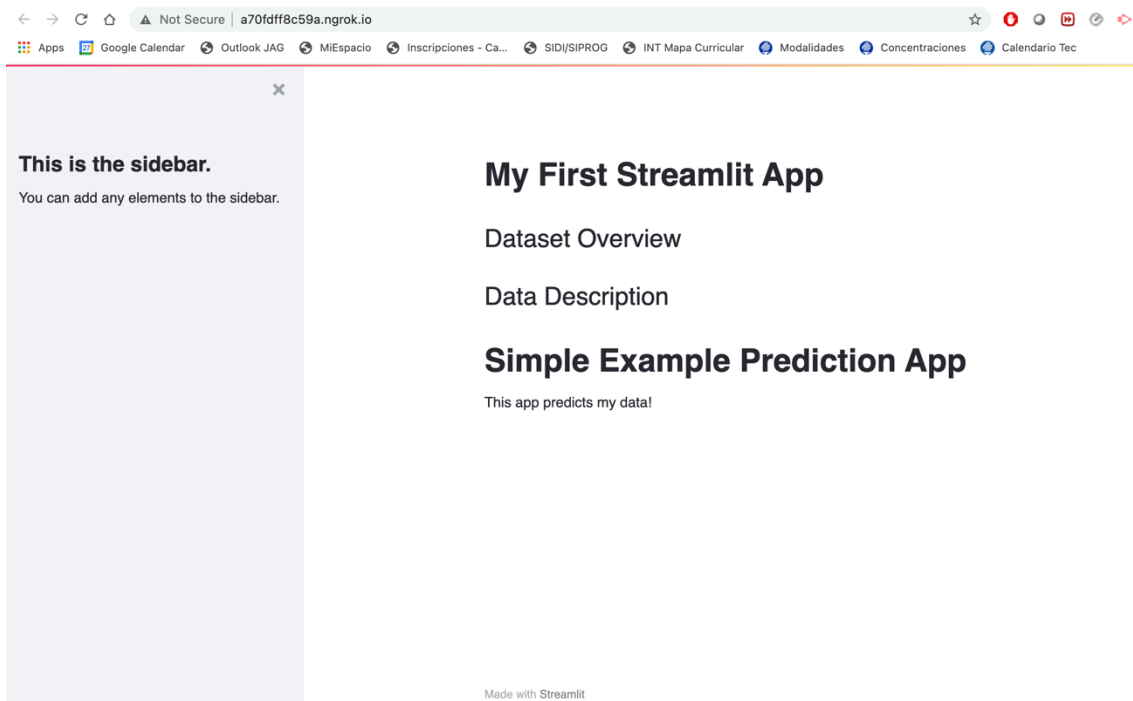 Not Secure | a70fdff8c59a.ngrok.io
Apps 27 Google Calendar Outlook JAG MiEspacio Inscripciones - Ca... SIDI/SIPROG INT Mapa Curricular Modalidades Concentraciones Calendario Tec
This is the sidebar.
You can add any elements to the sidebar.
My First Streamlit App
Dataset Overview
Data Description
Simple Example Prediction App
This app predicts my data!
Made with Streamlit